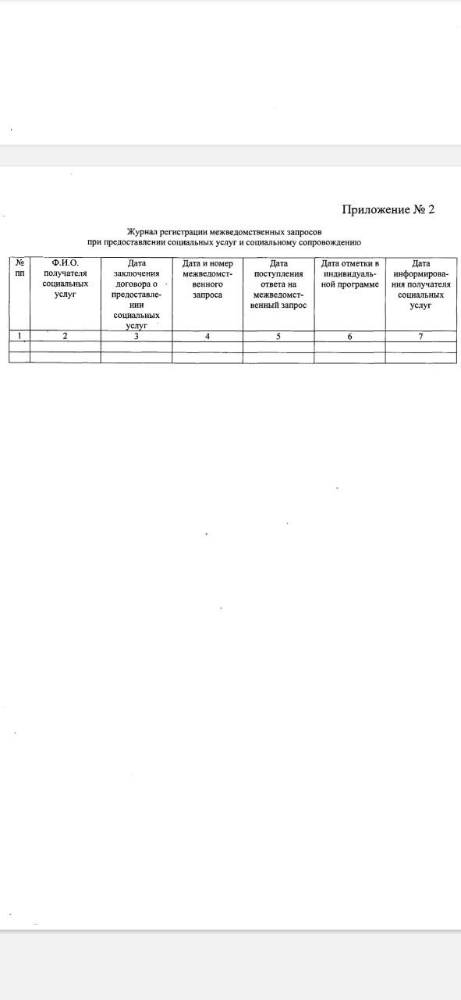 Приложение № 2
Журнал регистрации межведомственных запросов
при предоставлении социальных услуг и социальному сопровождению
№
пп
Ф.И.О.
получателя
социальных
услуг
Дата
заключения
договора о
предоставле-
нии
социальных
услуг
Дата и номер
межведомст-
венного
запроса
Дата
поступления
ответа на
межведомст-
венный запрос
Дата отметки в
индивидуаль-
ной программе
Дата
информирова-
ния получателя
социальных
услуг
1 2 3 4 5 6 7